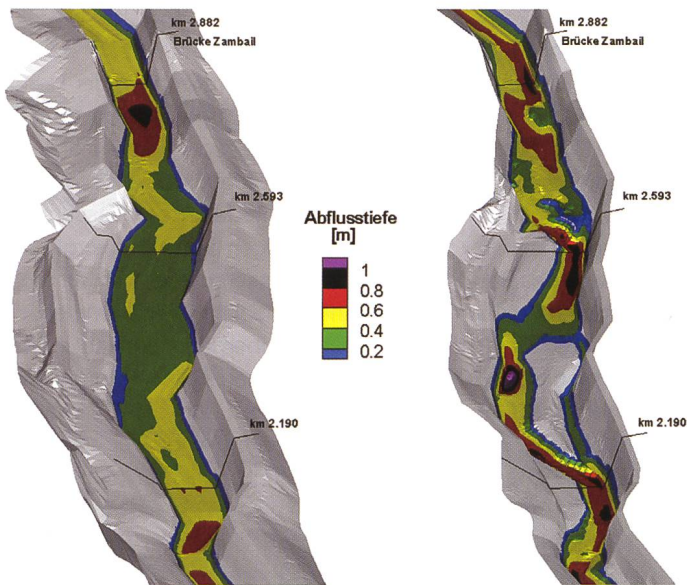 km 2.882
Brücke Zambail
km 2.593
km 2.190
Abflusstiefe
[m]
1
0.8
0.6
0.4
0.2
km 2.882
Brücke Zambail
km 2.593
km 2.190